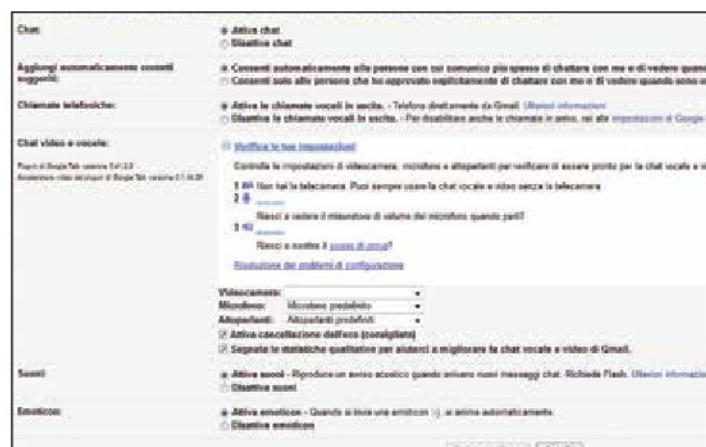 Chat:
Attiva chat
Disattiva chat
Aggiungi automaticamente contatti
suggeriti:
Consenti automaticamente alle persone con cui comunico più spesso di chattare con me e di vedere
Consenti solo alle persone che ho approvato esplicitamente di chattare con me e di vedere quando sono
Chiamate telefoniche:
Attiva le chiamate vocali in uscita. - Telefona direttamente da Gmail. Ulteriori informazioni
Disattiva le chiamate vocali in uscita. - Per disabilitare anche le chiamate in arrivo, vai alle impostazioni di Google
Chat video e vocale:
Verifica le tue impostazioni
Plugin di Google Talk versione
Controlla le impostazioni di videocamera, microfono e altoparlanti per verificare di essere pronto per la chat vocale e
1 Non hai la telecamera. Puoi sempre usare la chat vocale e video senza la telecamera.
2
Riesci a vedere il misuratore di volume del microfono quando parli?
3
Riesci a sentire il suono di prova?
Risoluzione dei problemi di configurazione
Videocamera:
Microfono: Microfono predefinito
Altoparlanti: Altoparlanti predefiniti
Attiva cancellazione dell'eco (consigliato)
Segnala le statistiche qualitative per aiutarci a migliorare la chat vocale e video di Gmail.
Suoni:
Attiva suoni - Riproduce un avviso acustico quando arrivano nuovi messaggi chat. Richiede Flash. Ulteriori informazioni
Disattiva suoni
Emoticon:
Attiva emoticon - Quando si invia una emoticon :-), si anima automaticamente.
Disattiva emoticon